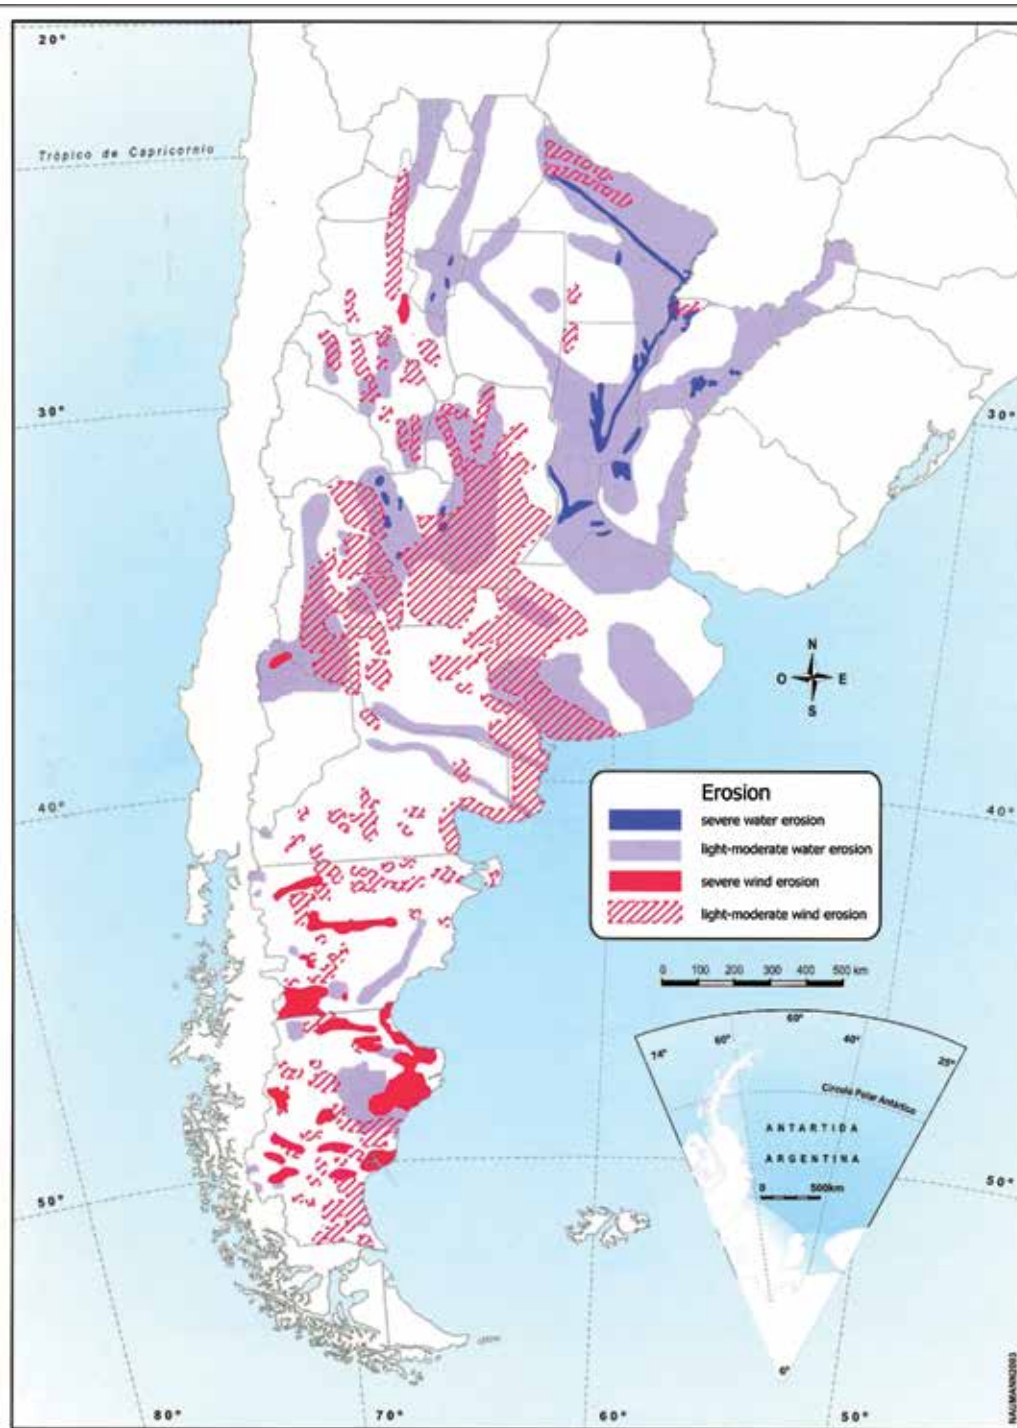 20°
Trópico de Capricornio
30°
30°
N
O E
S
Erosion
severe water erosion
light-moderate water erosion
severe wind erosion
light-moderate wind erosion
40°
40°
0 100 200 300 400 500 km
74° 60° 60° 40° 25°
Círculo Polar Antártico
ANTARTIDA
ARGENTINA
0 500km
50°
50°
0°
80° 70° 60° 50°
NAUMANN2003